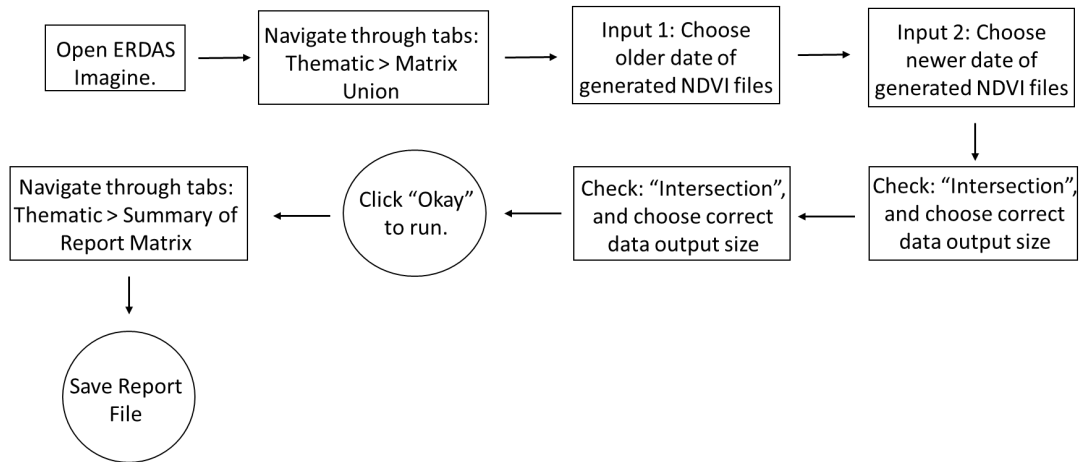 Open ERDAS
Imagine.
Navigate through tabs:
Thematic > Matrix
Union
Input 1: Choose
older date of
generated NDVI files
Input 2: Choose
newer date of
generated NDVI files
Check: “Intersection”,
and choose correct
data output size
Check: “Intersection”,
and choose correct
data output size
Click “Okay”
to run.
Navigate through tabs:
Thematic > Summary of
Report Matrix
Save Report
File